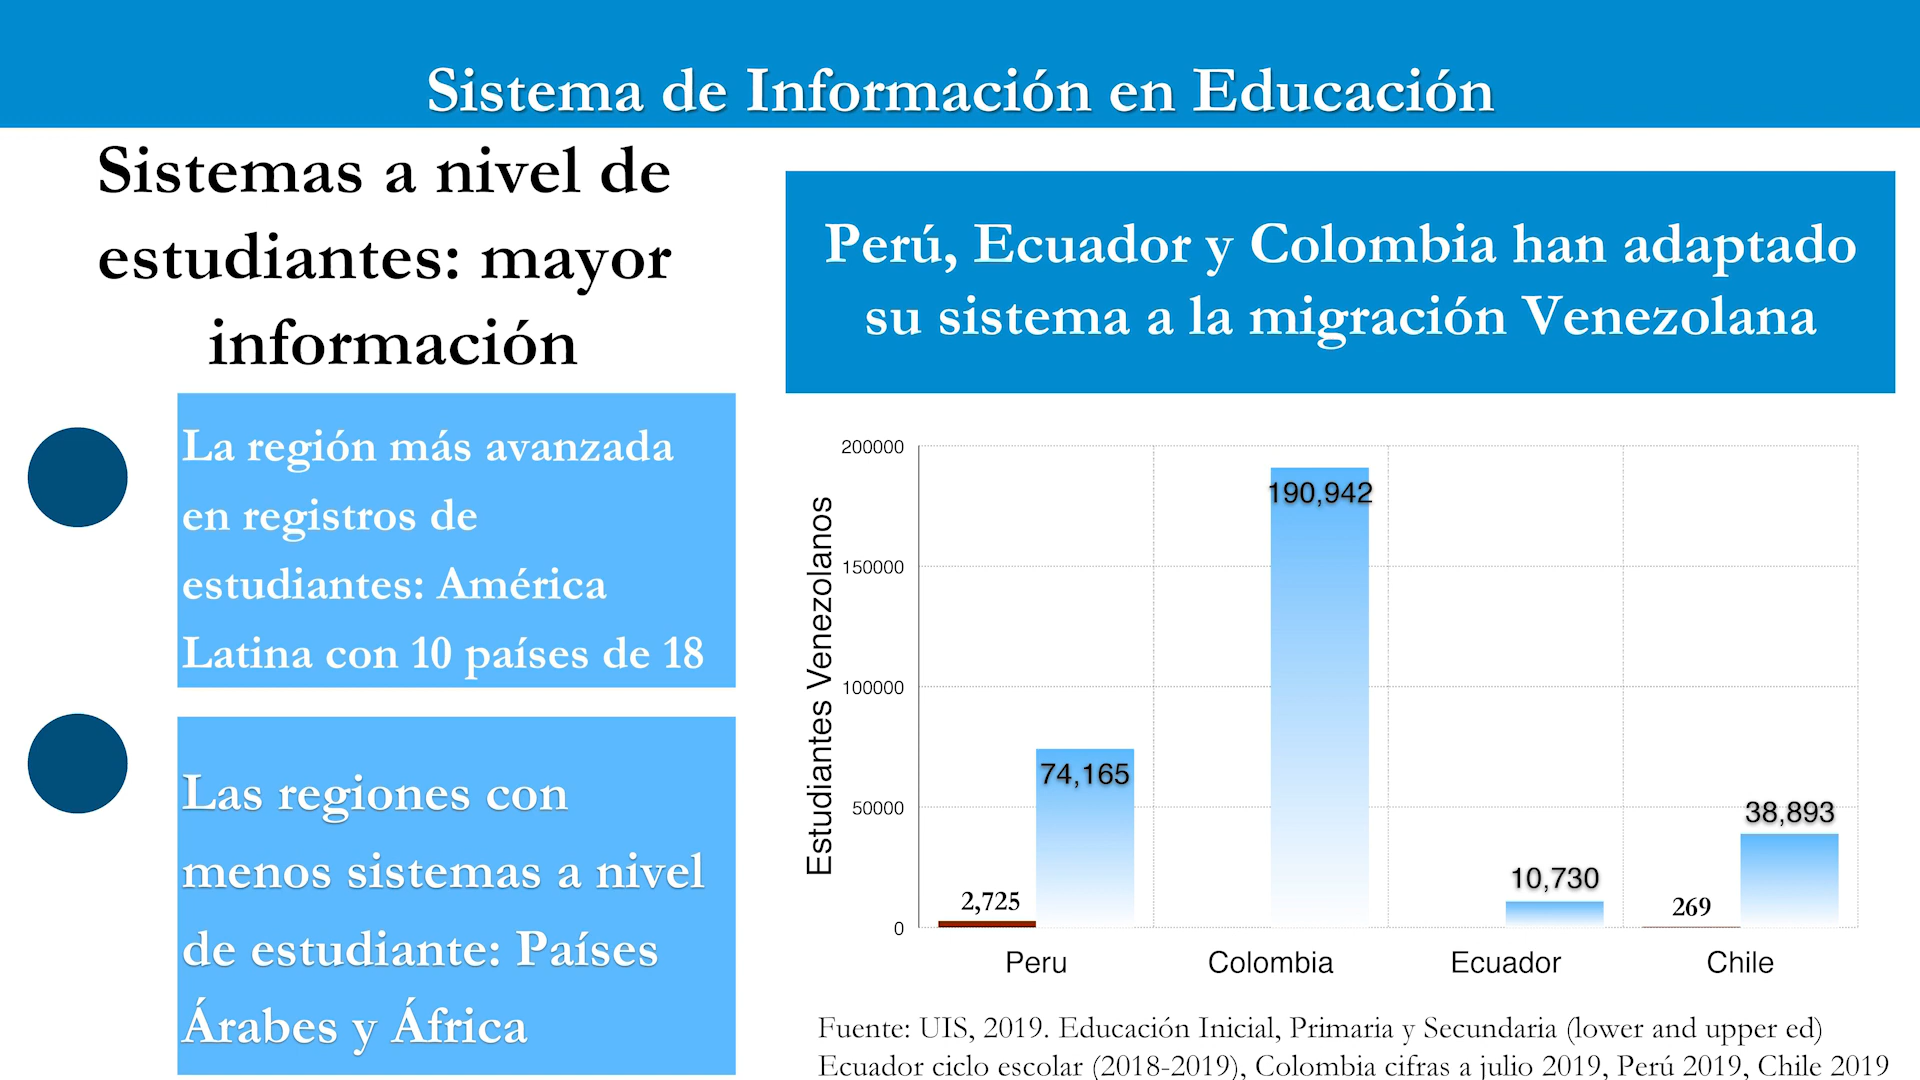 Sistema de Información en Educación
Sistemas a nivel de
estudiantes: mayor
información
La región más avanzada
en registros de
estudiantes: América
Latina con 10 países de 18
Las regiones con
menos sistemas a nivel
de estudiante: Países
Árabes y África
Perú, Ecuador y Colombia han adaptado
su sistema a la migración Venezolana
Estudiantes Venezolanos
200000
150000
100000
50000
0
2,725
74,165
190,942
10,730
269
38,893
Peru
Colombia
Ecuador
Chile
Fuente: UIS, 2019. Educación Inicial, Primaria y Secundaria (lower and upper ed)
Ecuador ciclo escolar (2018-2019), Colombia cifras a julio 2019, Perú 2019, Chile 2019